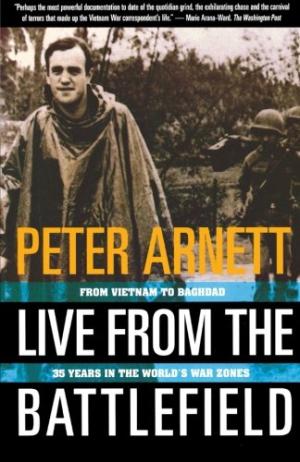 "Perhaps the most powerful documentation to date of the quotidian grind, the exhilarating chase and the carnival
of terrors that made up the Vietnam War correspondent's life." — Marie Arana-Ward, The Washington Post
PETER ARNETT
FROM VIETNAM TO BAGHDAD
LIVE FROM THE
35 YEARS IN THE WORLD'S WAR ZONES
BATTLEFIELD